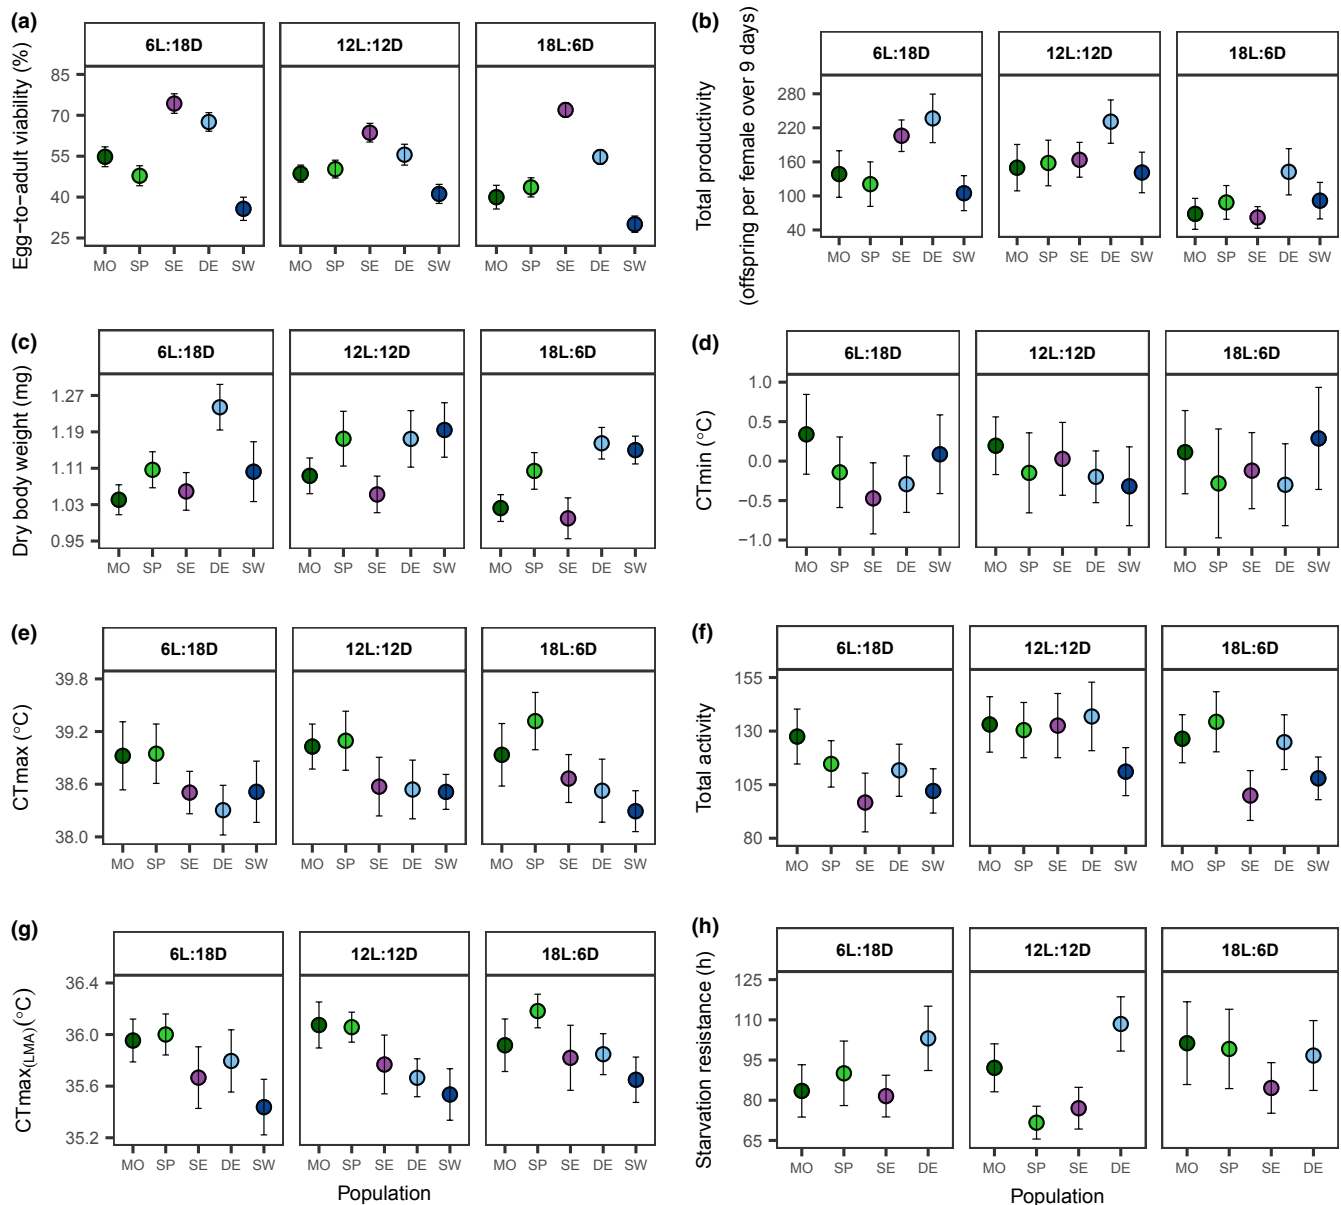 (a)
Egg-to-adult viability (%)
6L:18D 12L:12D 18L:6D
85
70
55
40
25
MO SP SE DE SW MO SP SE DE SW MO SP SE DE SW
(b)
Total productivity
(offspring per female over 9 days)
6L:18D 12L:12D 18L:6D
280
220
160
100
40
MO SP SE DE SW MO SP SE DE SW MO SP SE DE SW
(c)
Dry body weight (mg)
6L:18D 12L:12D 18L:6D
1.27
1.19
1.11
1.03
0.95
MO SP SE DE SW MO SP SE DE SW MO SP SE DE SW
(d)
CTmin (°C)
6L:18D 12L:12D 18L:6D
1.0
0.5
0.0
−0.5
−1.0
MO SP SE DE SW MO SP SE DE SW MO SP SE DE SW
(e)
CTmax (°C)
6L:18D 12L:12D 18L:6D
39.8
39.2
38.6
38.0
MO SP SE DE SW MO SP SE DE SW MO SP SE DE SW
(f)
Total activity
6L:18D 12L:12D 18L:6D
155
130
105
80
MO SP SE DE SW MO SP SE DE SW MO SP SE DE SW
(g)
CTmax(LMA)(°C)
6L:18D 12L:12D 18L:6D
36.4
36.0
35.6
35.2
MO SP SE DE SW MO SP SE DE SW MO SP SE DE SW
Population
(h)
Starvation resistance (h)
6L:18D 12L:12D 18L:6D
125
110
95
80
65
MO SP SE DE MO SP SE DE MO SP SE DE
Population